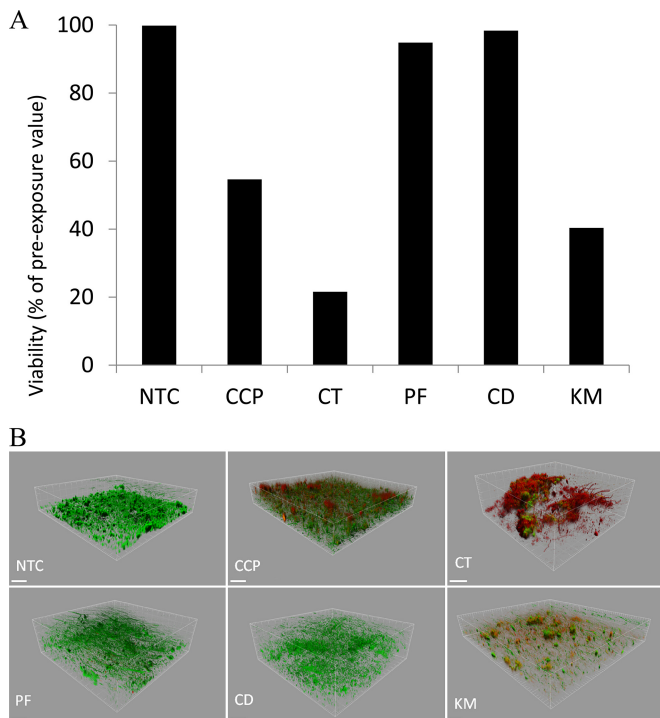 A
Viability (% of pre-exposure value)
100
80
60
40
20
0
NTC CCP CT PF CD KM
B
NTC CCP CT
PF CD KM